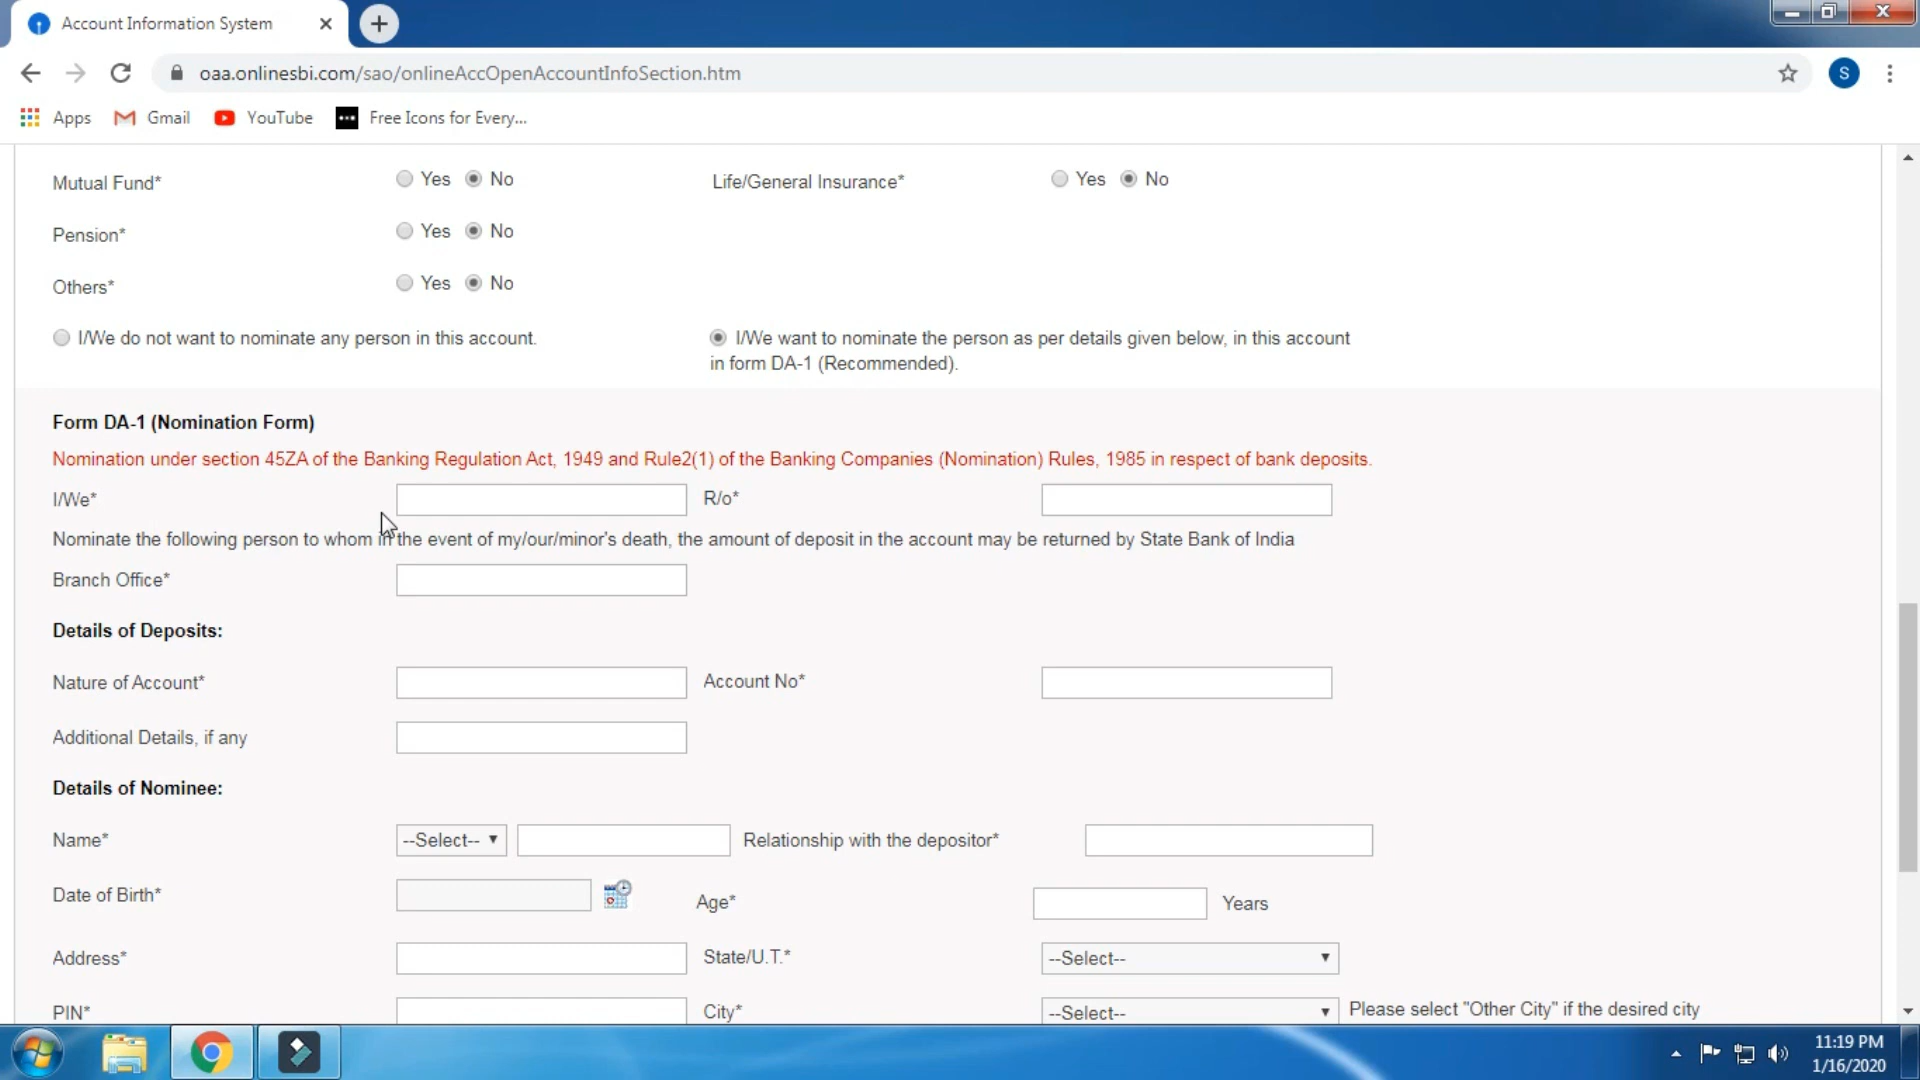 Account Information System
oaa.onlinesbi.com/sao/onlineAccOpenAccountInfoSection.htm
S
Apps Gmail YouTube Free Icons for Every...
Mutual Fund* Yes No Life/General Insurance* Yes No
Pension* Yes No
Others* Yes No
I/We do not want to nominate any person in this account. I/We want to nominate the person as per details given below, in this account
in form DA-1 (Recommended).
Form DA-1 (Nomination Form)
Nomination under section 45ZA of the Banking Regulation Act, 1949 and Rule2(1) of the Banking Companies (Nomination) Rules, 1985 in respect of bank deposits.
I/We* R/o*
Nominate the following person to whom in the event of my/our/minor's death, the amount of deposit in the account may be returned by State Bank of India
Branch Office*
Details of Deposits:
Nature of Account* Account No*
Additional Details, if any
Details of Nominee:
Name* --Select-- Relationship with the depositor*
Date of Birth* Age* Years
Address* State/U.T.* --Select--
PIN* City* --Select-- Please select "Other City" if the desired city
11:19 PM
1/16/2020